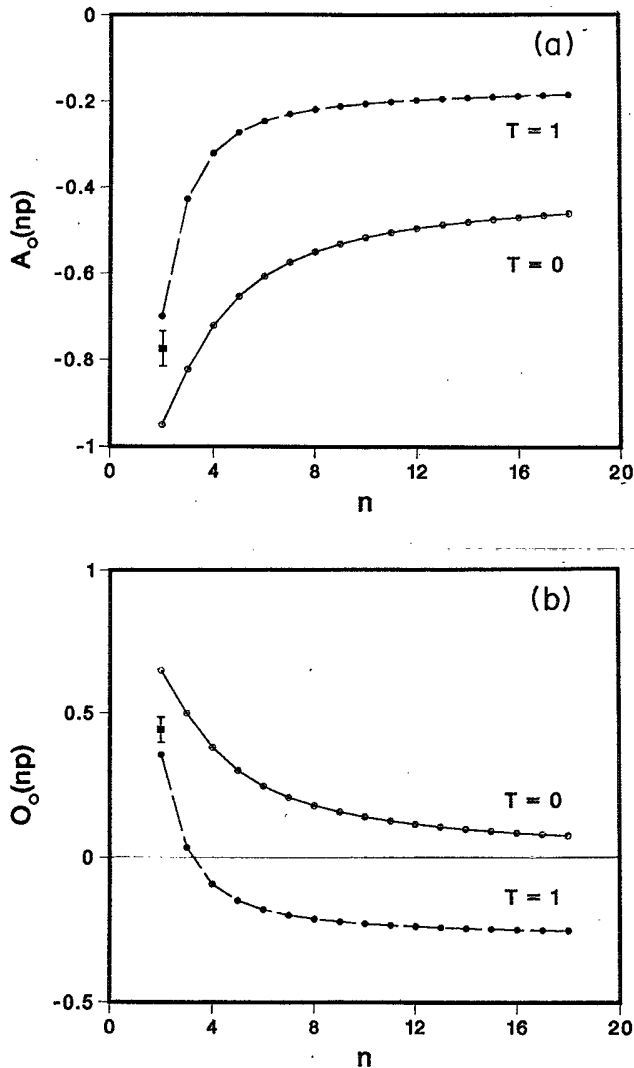 (a)
0
-0.2
-0.4
-0.6
-0.8
-1
A₀(np)
T = 1
T = 0
0 4 8 12 16 20
n
(b)
1
0.5
0
-0.5
O₀(np)
T = 0
T = 1
0 4 8 12 16 20
n